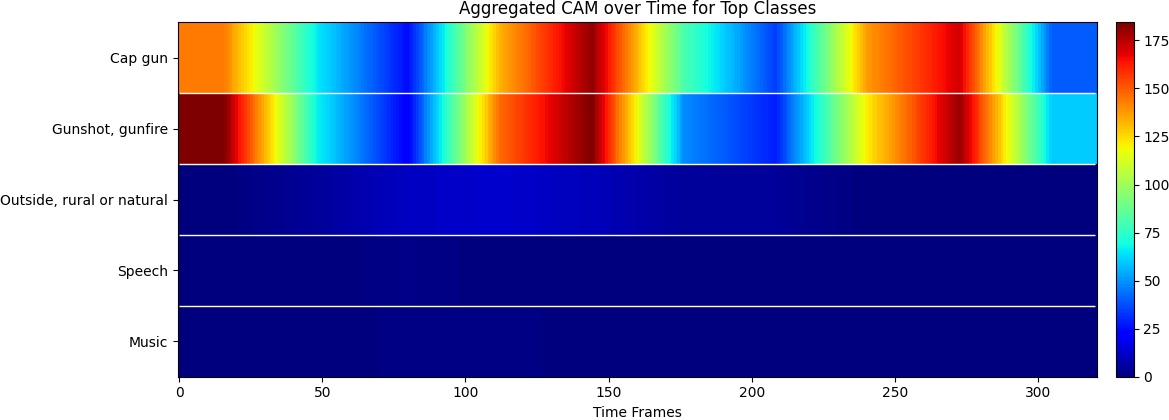 Aggregated CAM over Time for Top Classes
Cap gun
Gunshot, gunfire
Outside, rural or natural
Speech
Music
0 50 100 150 200 250 300
Time Frames
175
150
125
100
75
50
25
0